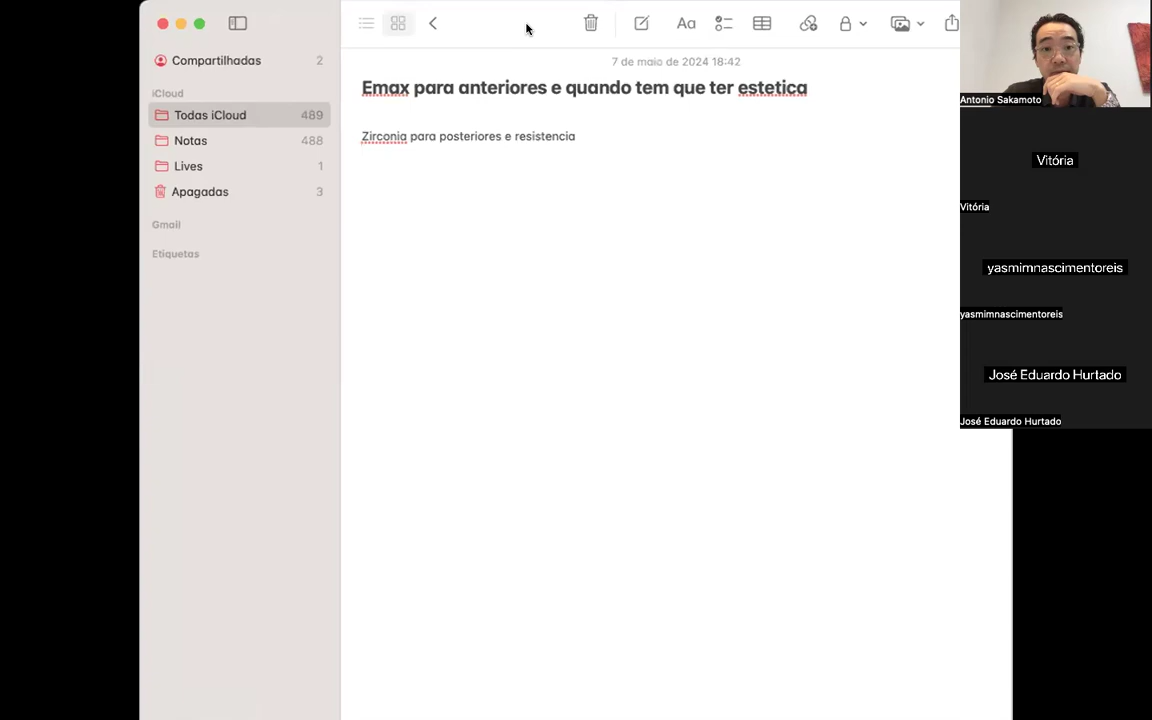 Compartilhadas 2
iCloud
Todas iCloud 489
Notas 488
Lives 1
Apagadas 3
Gmail
Etiquetas
Aa
7 de maio de 2024 18:42
Emax para anteriores e quando tem que ter estetica
Zirconia para posteriores e resistencia
Antonio Sakamoto
Vitória
Vitória
yasmimnascimentoreis
yasmimnascimentoreis
José Eduardo Hurtado
José Eduardo Hurtado